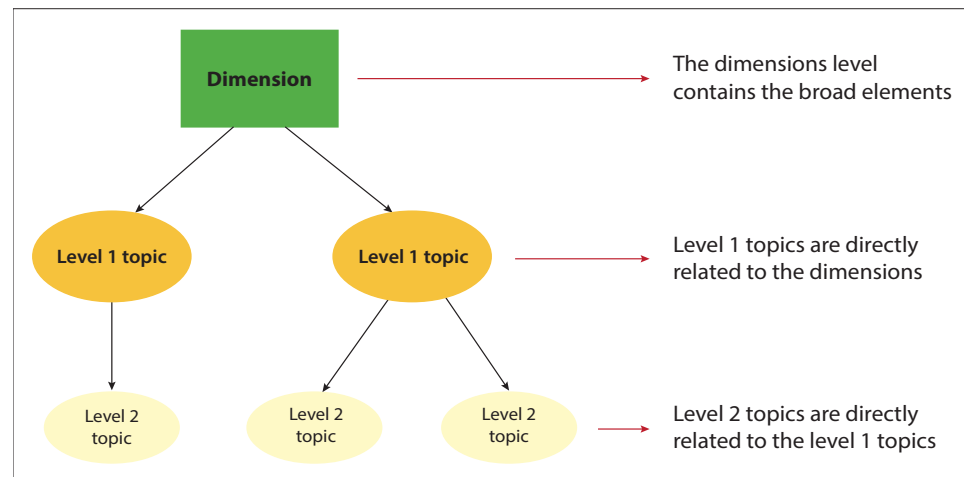 Dimension
The dimensions level
contains the broad elements
Level 1 topic
Level 1 topic
Level 1 topics are directly
related to the dimensions
Level 2
topic
Level 2
topic
Level 2
topic
Level 2 topics are directly
related to the level 1 topics